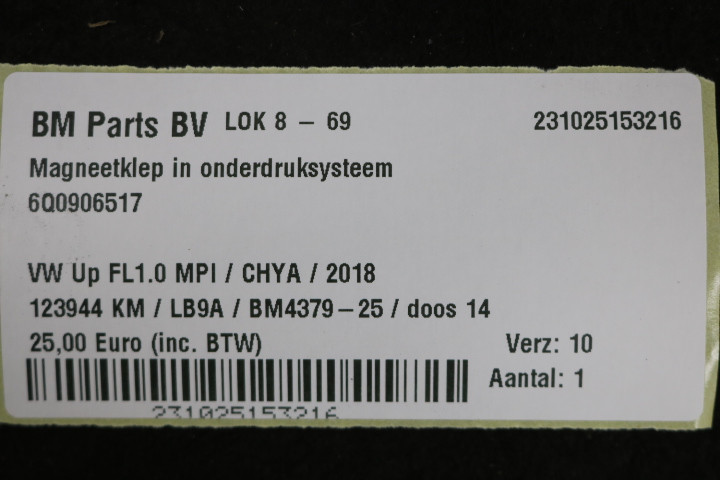 BM Parts BV LOK 8 – 69 231025153216
Magneetklep in onderdruksysteem
6Q0906517
VW Up FL1.0 MPI / CHYA / 2018
123944 KM / LB9A / BM4379–25 / doos 14
25,00 Euro (inc. BTW) Verz: 10
Aantal: 1
231025153216